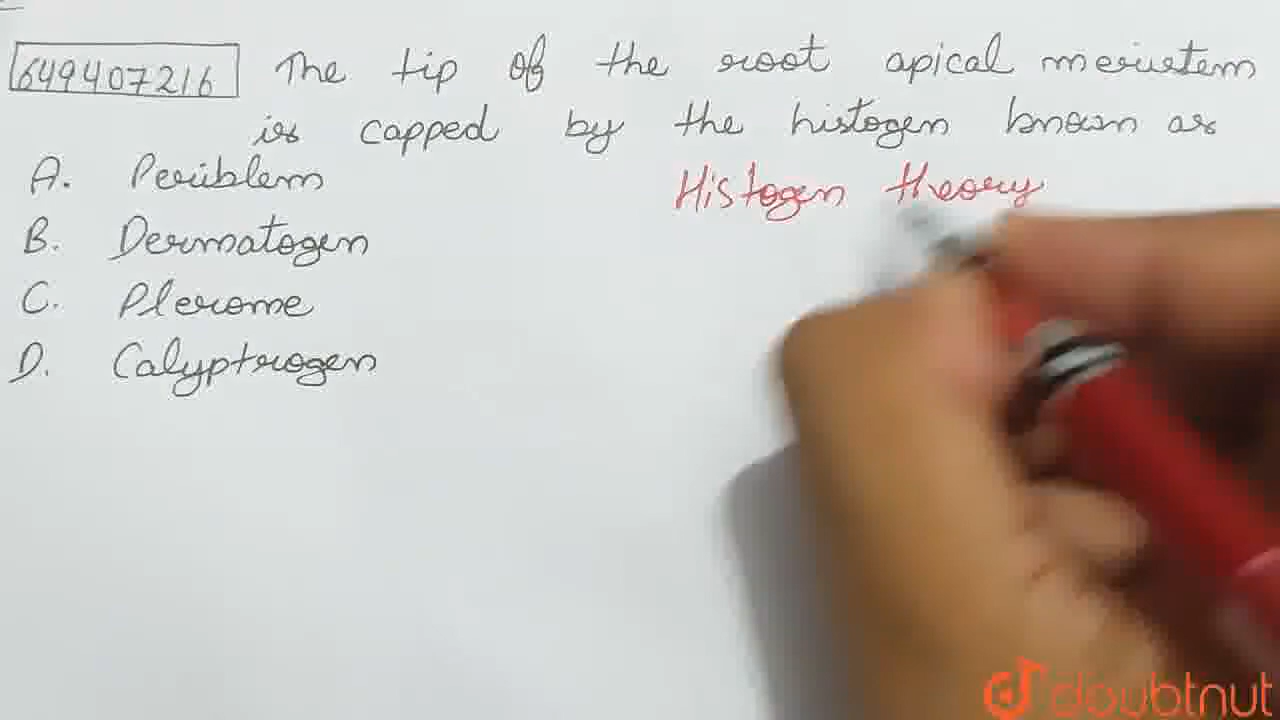 649407216 The tip of the root apical meristem
is capped by the histogen known as
A. Periblem
Histogen theory
B. Dermatogen
C. Plerome
D. Calyptrogen
doubtnut